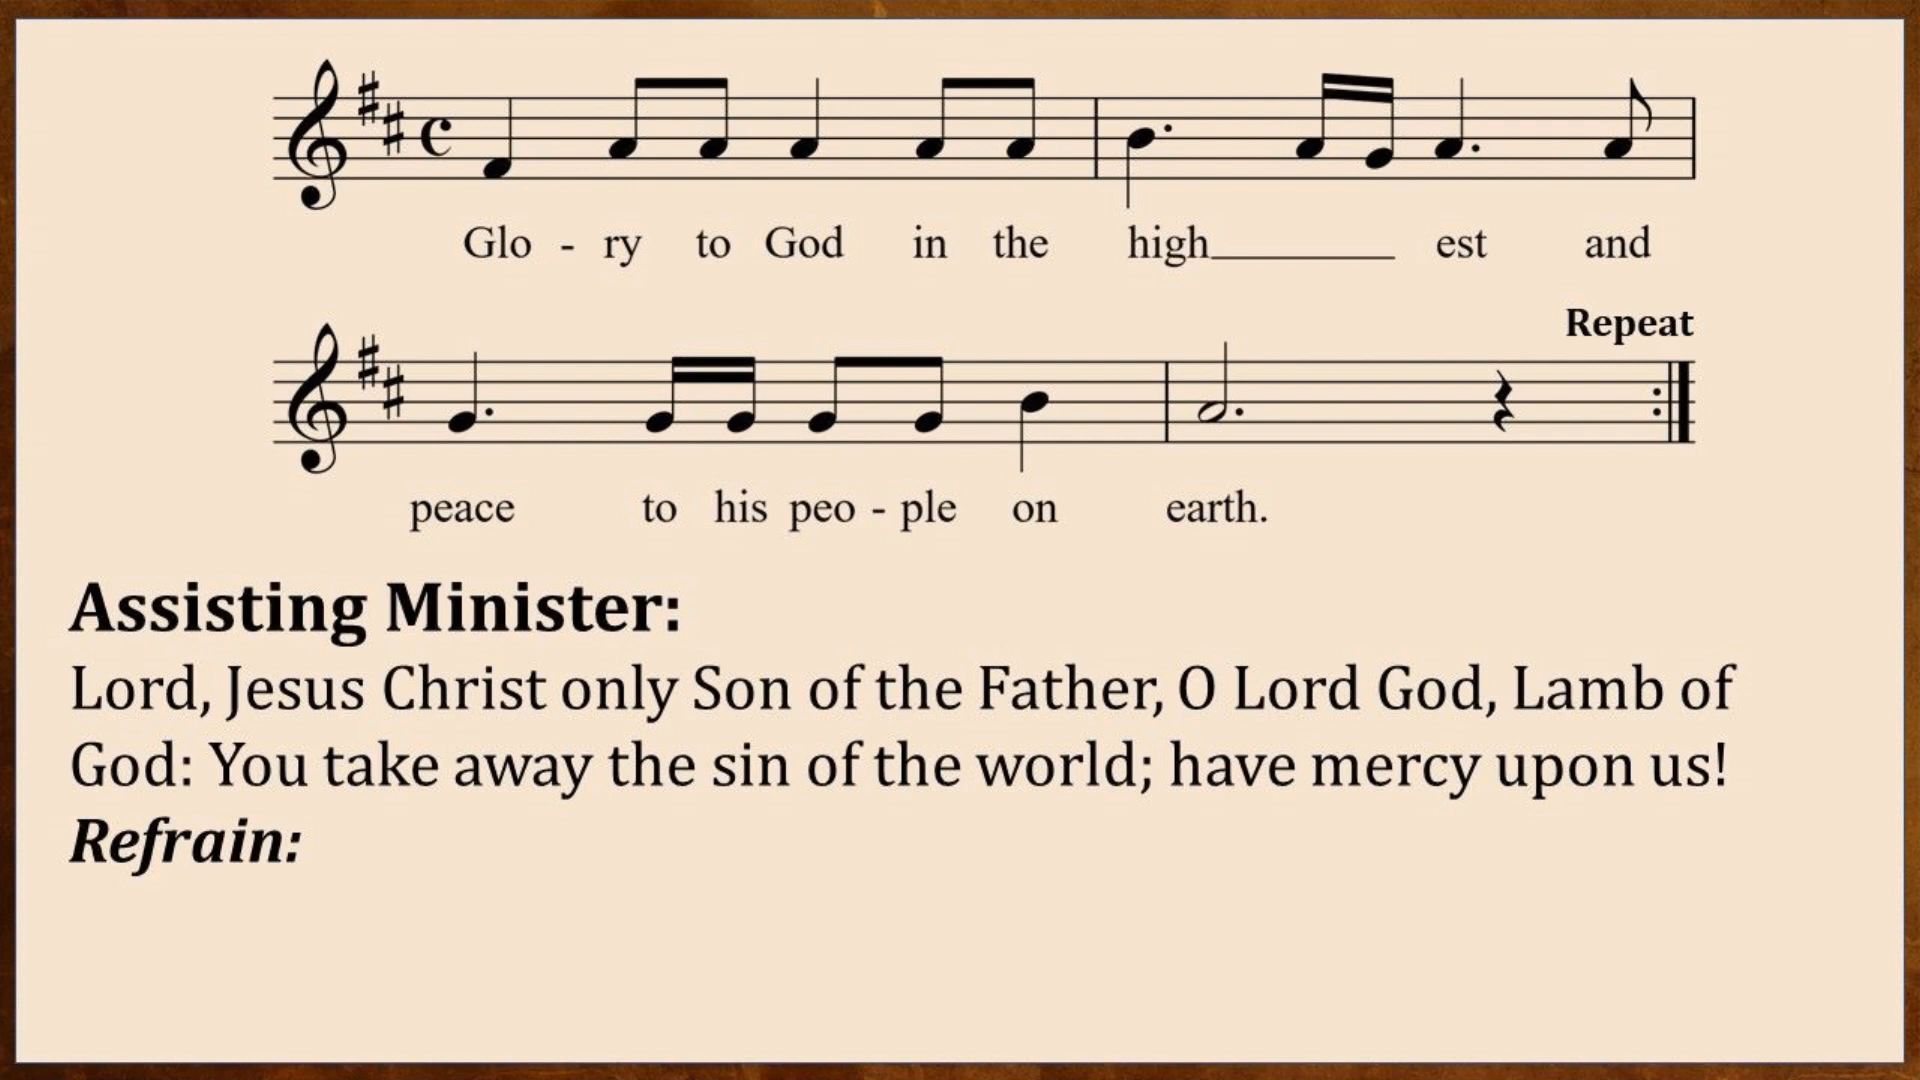 Glo - ry to God in the high________ est and
Repeat
peace to his peo - ple on earth.
Assisting Minister:
Lord, Jesus Christ only Son of the Father, O Lord God, Lamb of
God: You take away the sin of the world; have mercy upon us!
Refrain: